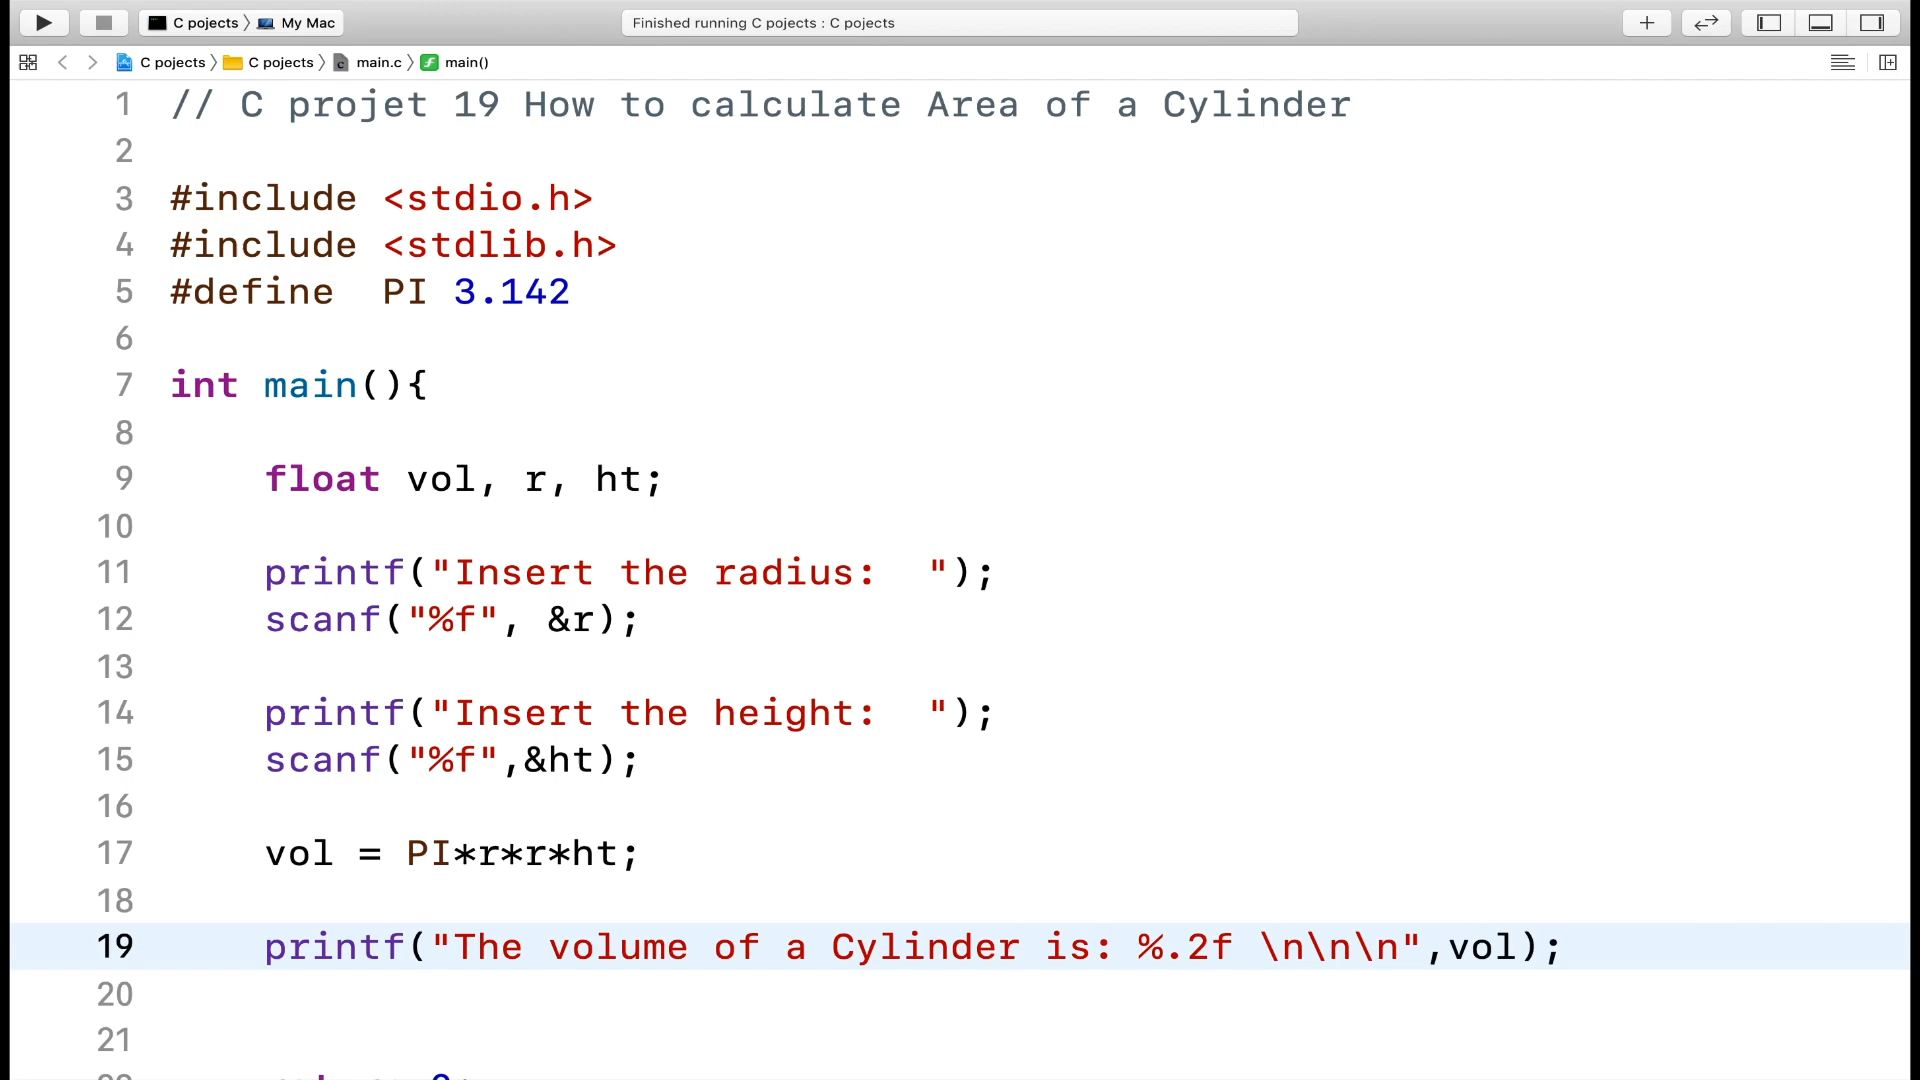 C pojects 〉 My Mac
Finished running C pojects : C pojects
C pojects 〉 C pojects 〉 main.c 〉 main()
1 // C projet 19 How to calculate Area of a Cylinder
2
3 #include <stdio.h>
4 #include <stdlib.h>
5 #define  PI 3.142
6
7 int main(){
8
9     float vol, r, ht;
10
11     printf("Insert the radius:  ");
12     scanf("%f", &r);
13
14     printf("Insert the height:  ");
15     scanf("%f",&ht);
16
17     vol = PI*r*r*ht;
18
19     printf("The volume of a Cylinder is: %.2f \n\n\n",vol);
20
21